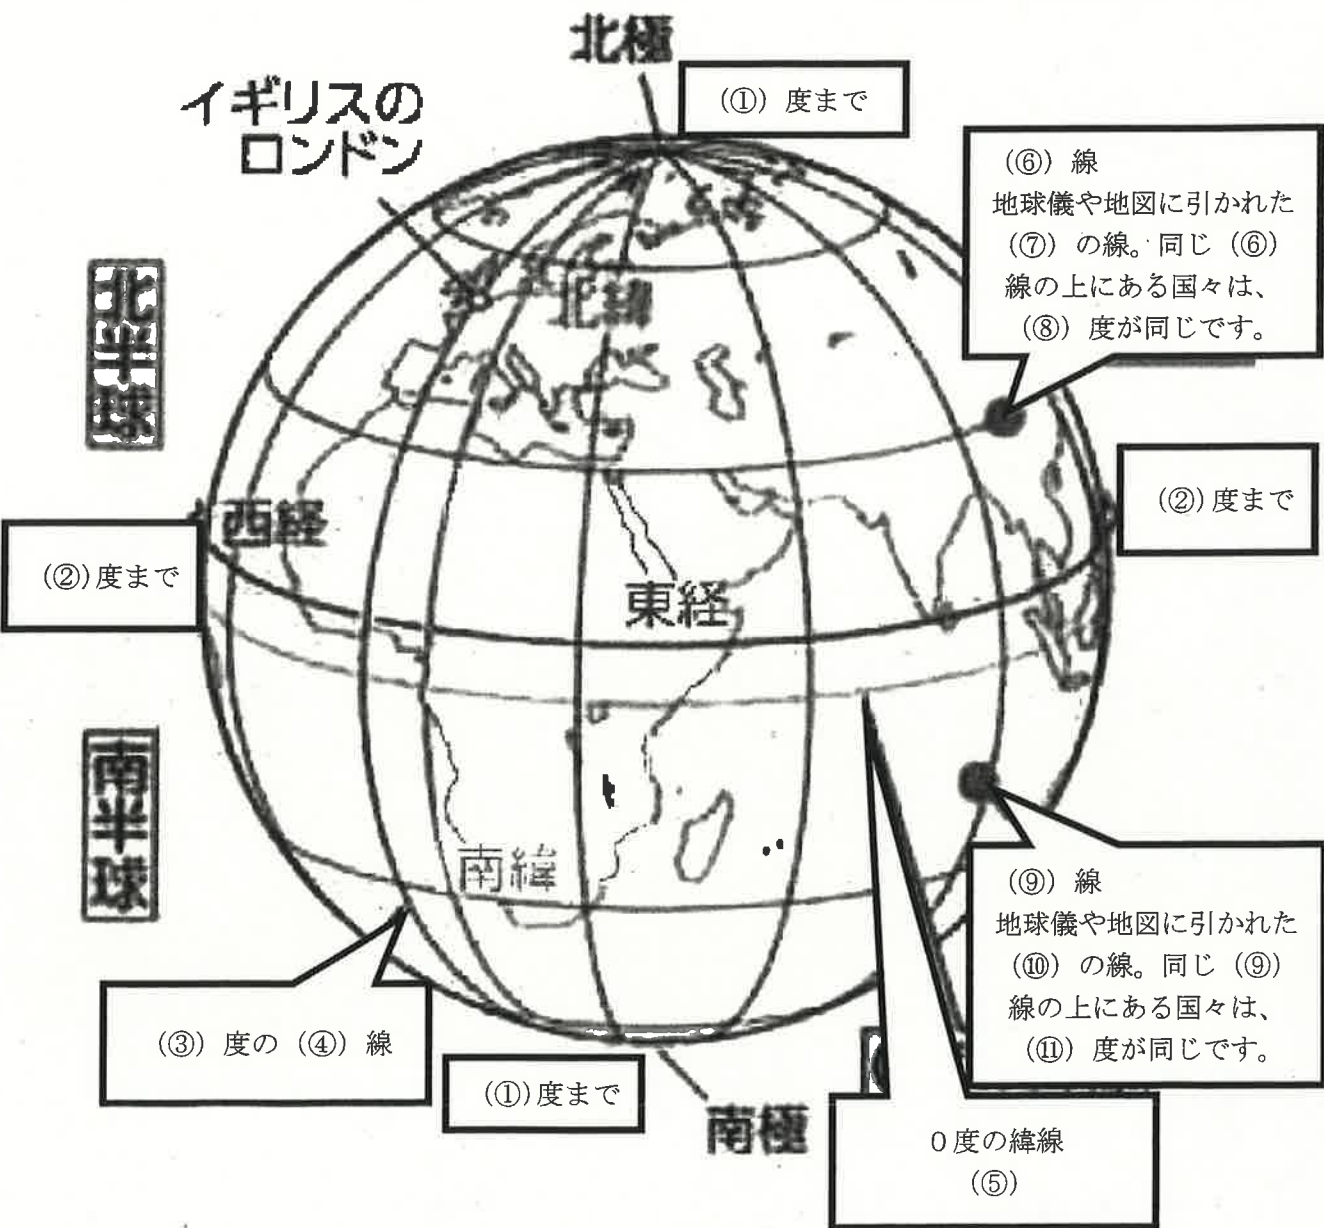 北極
(①) 度まで
イギリスの
ロンドン
(⑥) 線
地球儀や地図に引かれた
(⑦) の線。同じ (⑥)
線の上にある国々は、
(⑧) 度が同じです。
北半球
北緯
(②)度まで
西経
(②)度まで
東経
南半球
南緯
(⑨) 線
地球儀や地図に引かれた
(⑩) の線。同じ (⑨)
線の上にある国々は、
(⑪) 度が同じです。
(③) 度の (④) 線
(①)度まで
南極
0度の緯線
(⑤)